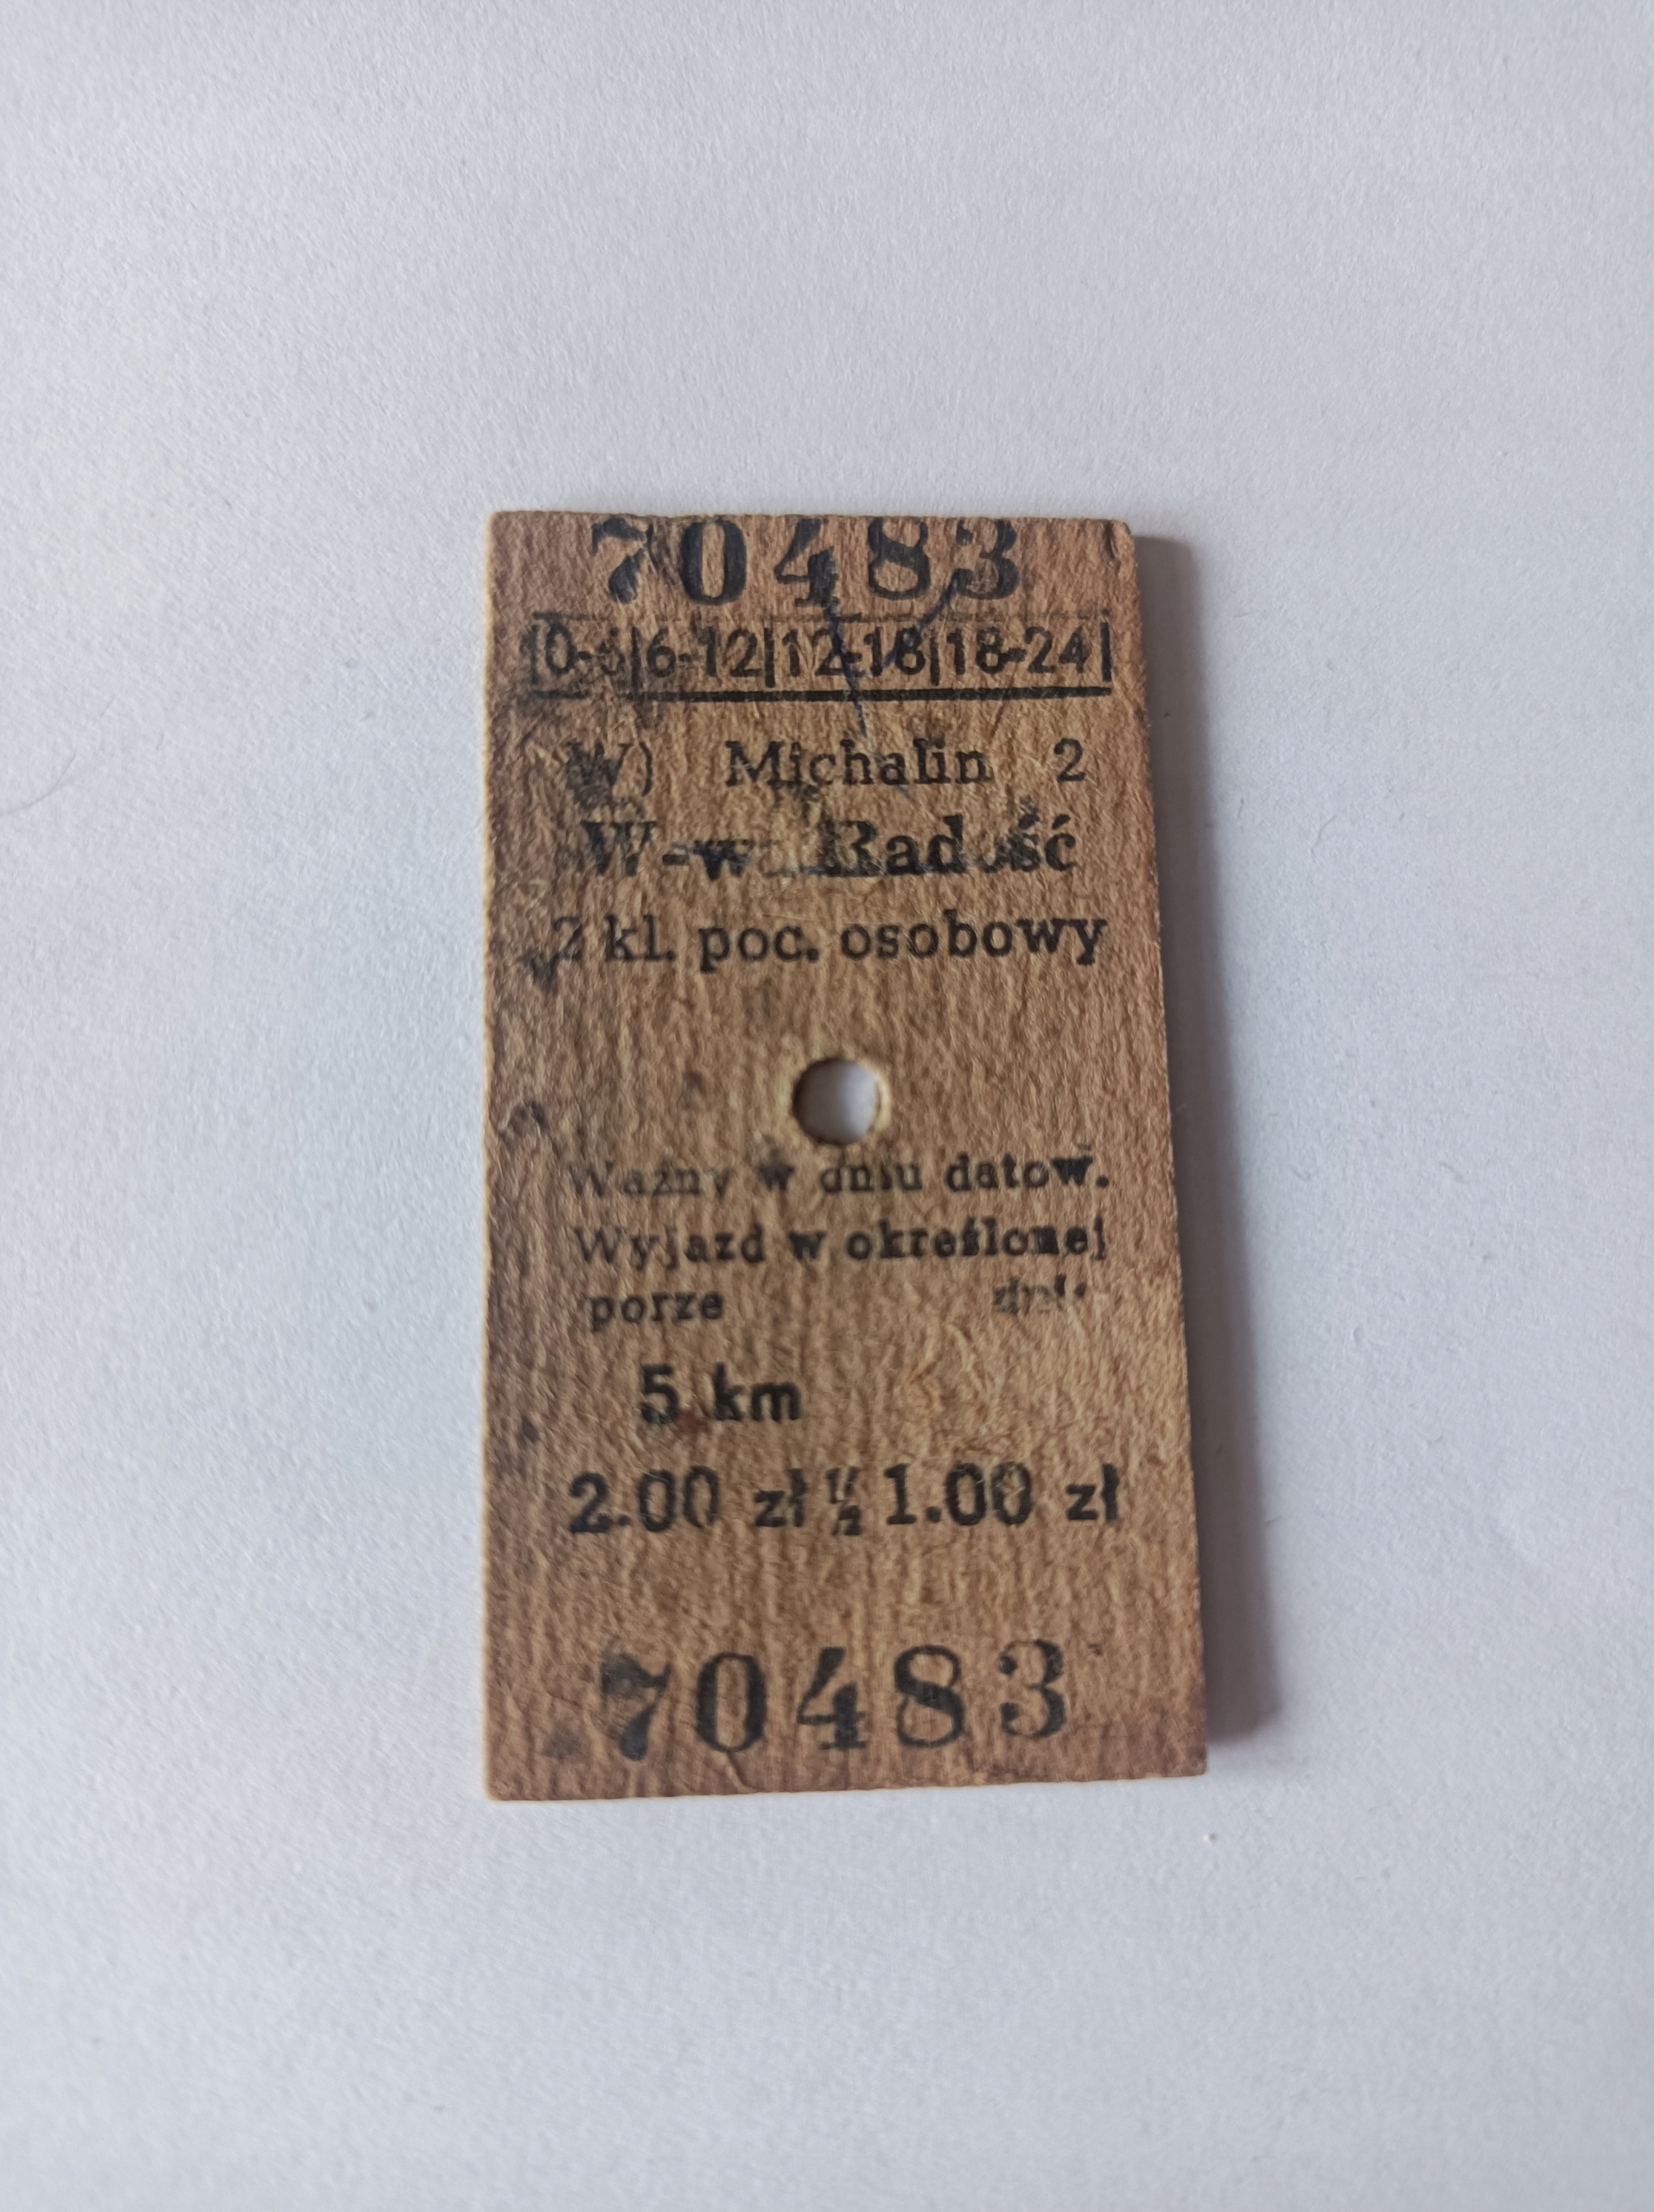 70483
|0-6|6-12|12-18|18-24|
W) Michalin 2
W-wa Radość
2 kl. poc. osobowy
Ważny w dniu datow.
Wyjazd w określonej
porze
5 km
2.00 zł ½ 1.00 zł
70483